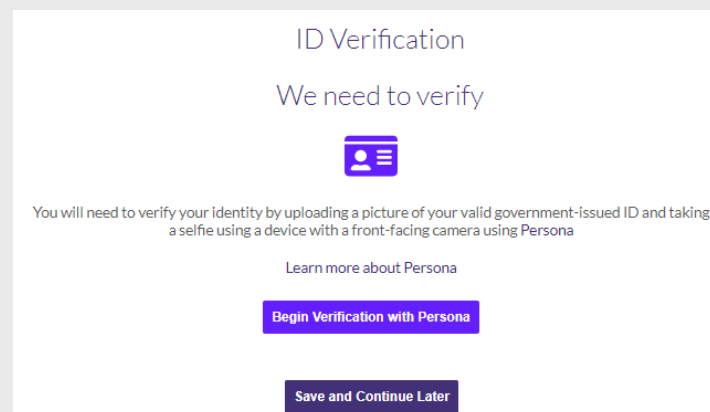 ID Verification
We need to verify
You will need to verify your identity by uploading a picture of your valid government-issued ID and taking
a selfie using a device with a front-facing camera using Persona
Learn more about Persona
Begin Verification with Persona
Save and Continue Later